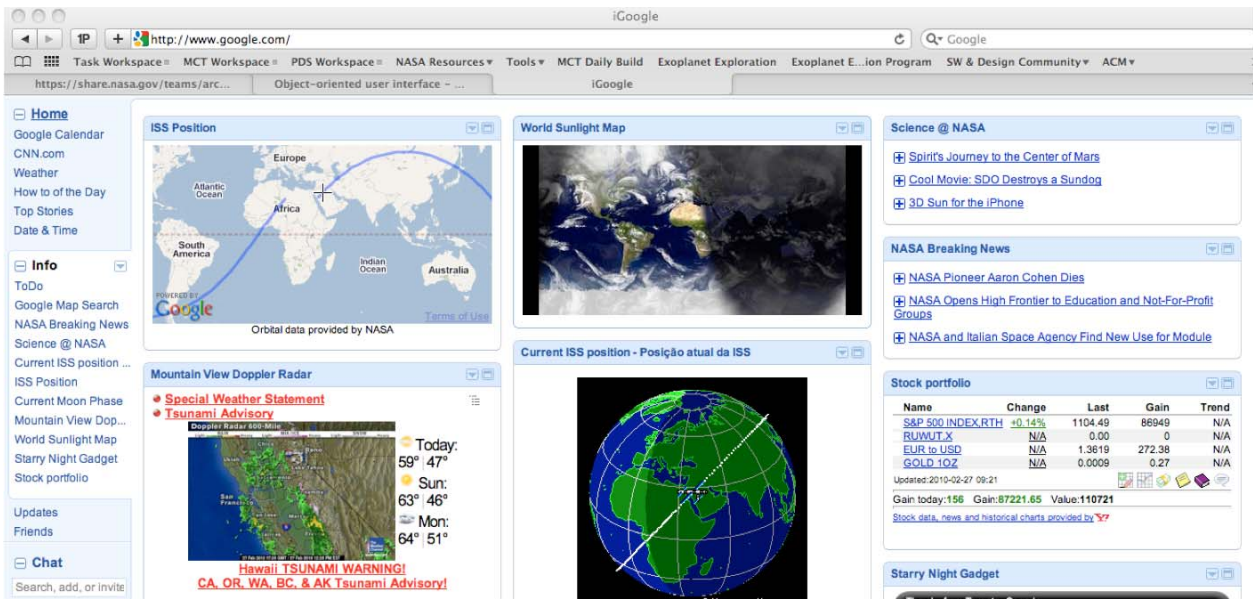 iGoogle
1P
+
http://www.google.com/
Google
Task Workspace
MCT Workspace
PDS Workspace
NASA Resources
Tools
MCT Daily Build
Exoplanet Exploration
Exoplanet E...ion Program
SW & Design Community
ACM
https://share.nasa.gov/teams/arc...
Object-oriented user interface - ...
iGoogle
Home
Google Calendar
CNN.com
Weather
How to of the Day
Top Stories
Date & Time
Info
ToDo
Google Map Search
NASA Breaking News
Science @ NASA
Current ISS position ...
ISS Position
Current Moon Phase
Mountain View Dop...
World Sunlight Map
Starry Night Gadget
Stock portfolio
Updates
Friends
Chat
Search, add, or invite
ISS Position
Europe
Atlantic
Ocean
Africa
South
America
Indian
Ocean
Australia
POWERED BY
Google
Terms of Use
Orbital data provided by NASA
Mountain View Doppler Radar
Special Weather Statement
Tsunami Advisory
Doppler Radar 600-Mile
San Francisco
Today:
59° 47°
Sun:
63° 46°
Mon:
64° 51°
Hawaii TSUNAMI WARNING!
CA, OR, WA, BC, & AK Tsunami Advisory!
World Sunlight Map
Current ISS position - Posição atual da ISS
Science @ NASA
Spirit's Journey to the Center of Mars
Cool Movie: SDO Destroys a Sundog
3D Sun for the iPhone
NASA Breaking News
NASA Pioneer Aaron Cohen Dies
NASA Opens High Frontier to Education and Not-For-Profit
Groups
NASA and Italian Space Agency Find New Use for Module
Stock portfolio
Name Change Last Gain Trend
S&P 500 INDEX,RTH +0.14% 1104.49 86949 N/A
RUWUT.X N/A 0.00 0 N/A
EUR to USD N/A 1.3619 272.38 N/A
GOLD 1OZ N/A 0.0009 0.27 N/A
Updated:2010-02-27 09:21
Gain today:156 Gain:87221.65 Value:110721
Stock data, news and historical charts provided by Y?
Starry Night Gadget